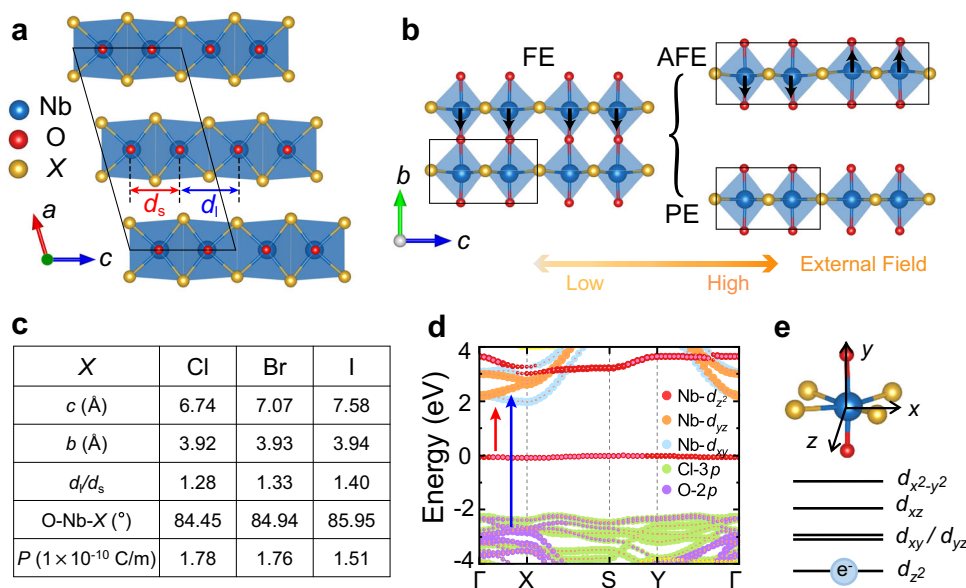 a
Nb
O
X
d_s
d_l
a
c
b
FE
AFE
PE
b
c
Low
High
External Field
c
X Cl Br I
c (Å) 6.74 7.07 7.58
b (Å) 3.92 3.93 3.94
d_l/d_s 1.28 1.33 1.40
O-Nb-X (°) 84.45 84.94 85.95
P (1×10^-10 C/m) 1.78 1.76 1.51
d
Energy (eV)
4
2
0
-2
-4
Nb-d_z²
Nb-d_yz
Nb-d_xy
Cl-3p
O-2p
Γ X S Y Γ
e
y
x
z
d_x²-y²
d_xz
d_xy / d_yz
e⁻ d_z²